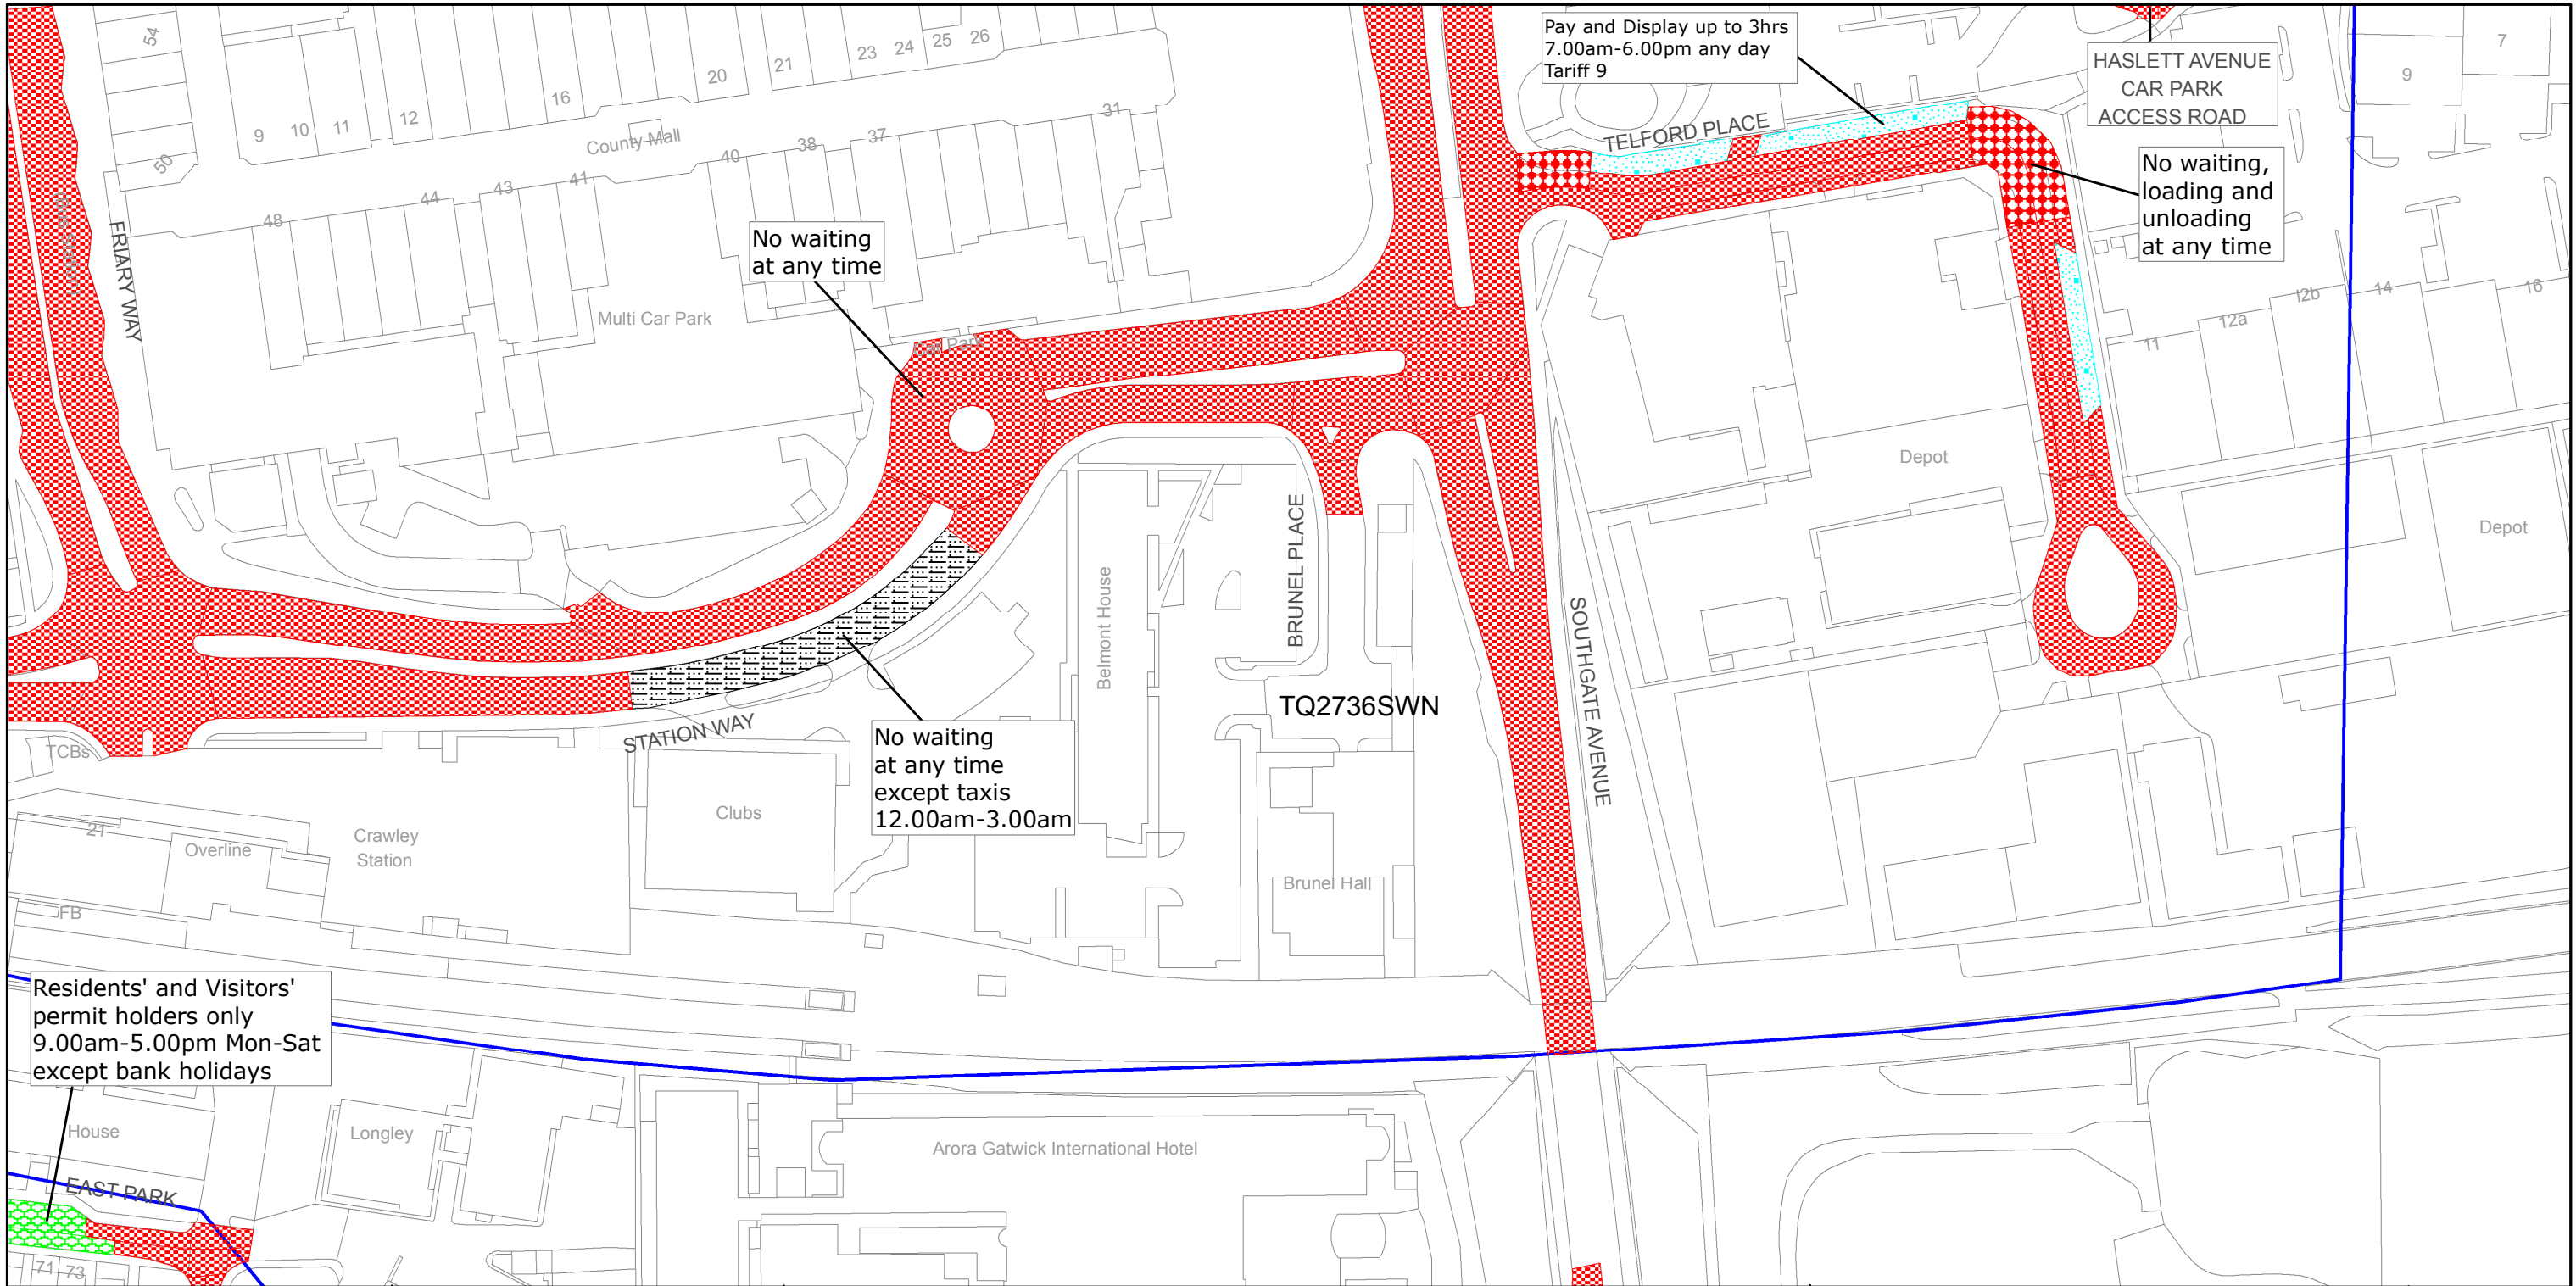 54
50
9
10
11
12
16
20
21
23
24
25
26
County Mall
31
37
38
40
41
43
44
48
FRIARY WAY
Multi Car Park
No waiting
at any time
Car Park
Pay and Display up to 3hrs
7.00am-6.00pm any day
Tariff 9
TELFORD PLACE
HASLETT AVENUE
CAR PARK
ACCESS ROAD
7
9
No waiting,
loading and
unloading
at any time
11
12a
12b
14
16
Depot
Depot
BRUNEL PLACE
Belmont House
SOUTHGATE AVENUE
TQ2736SWN
STATION WAY
No waiting
at any time
except taxis
12.00am-3.00am
TCBs
21
Overline
Crawley
Station
Clubs
Brunel Hall
FB
Residents' and Visitors'
permit holders only
9.00am-5.00pm Mon-Sat
except bank holidays
House
Longley
Arora Gatwick International Hotel
EAST PARK
71
73